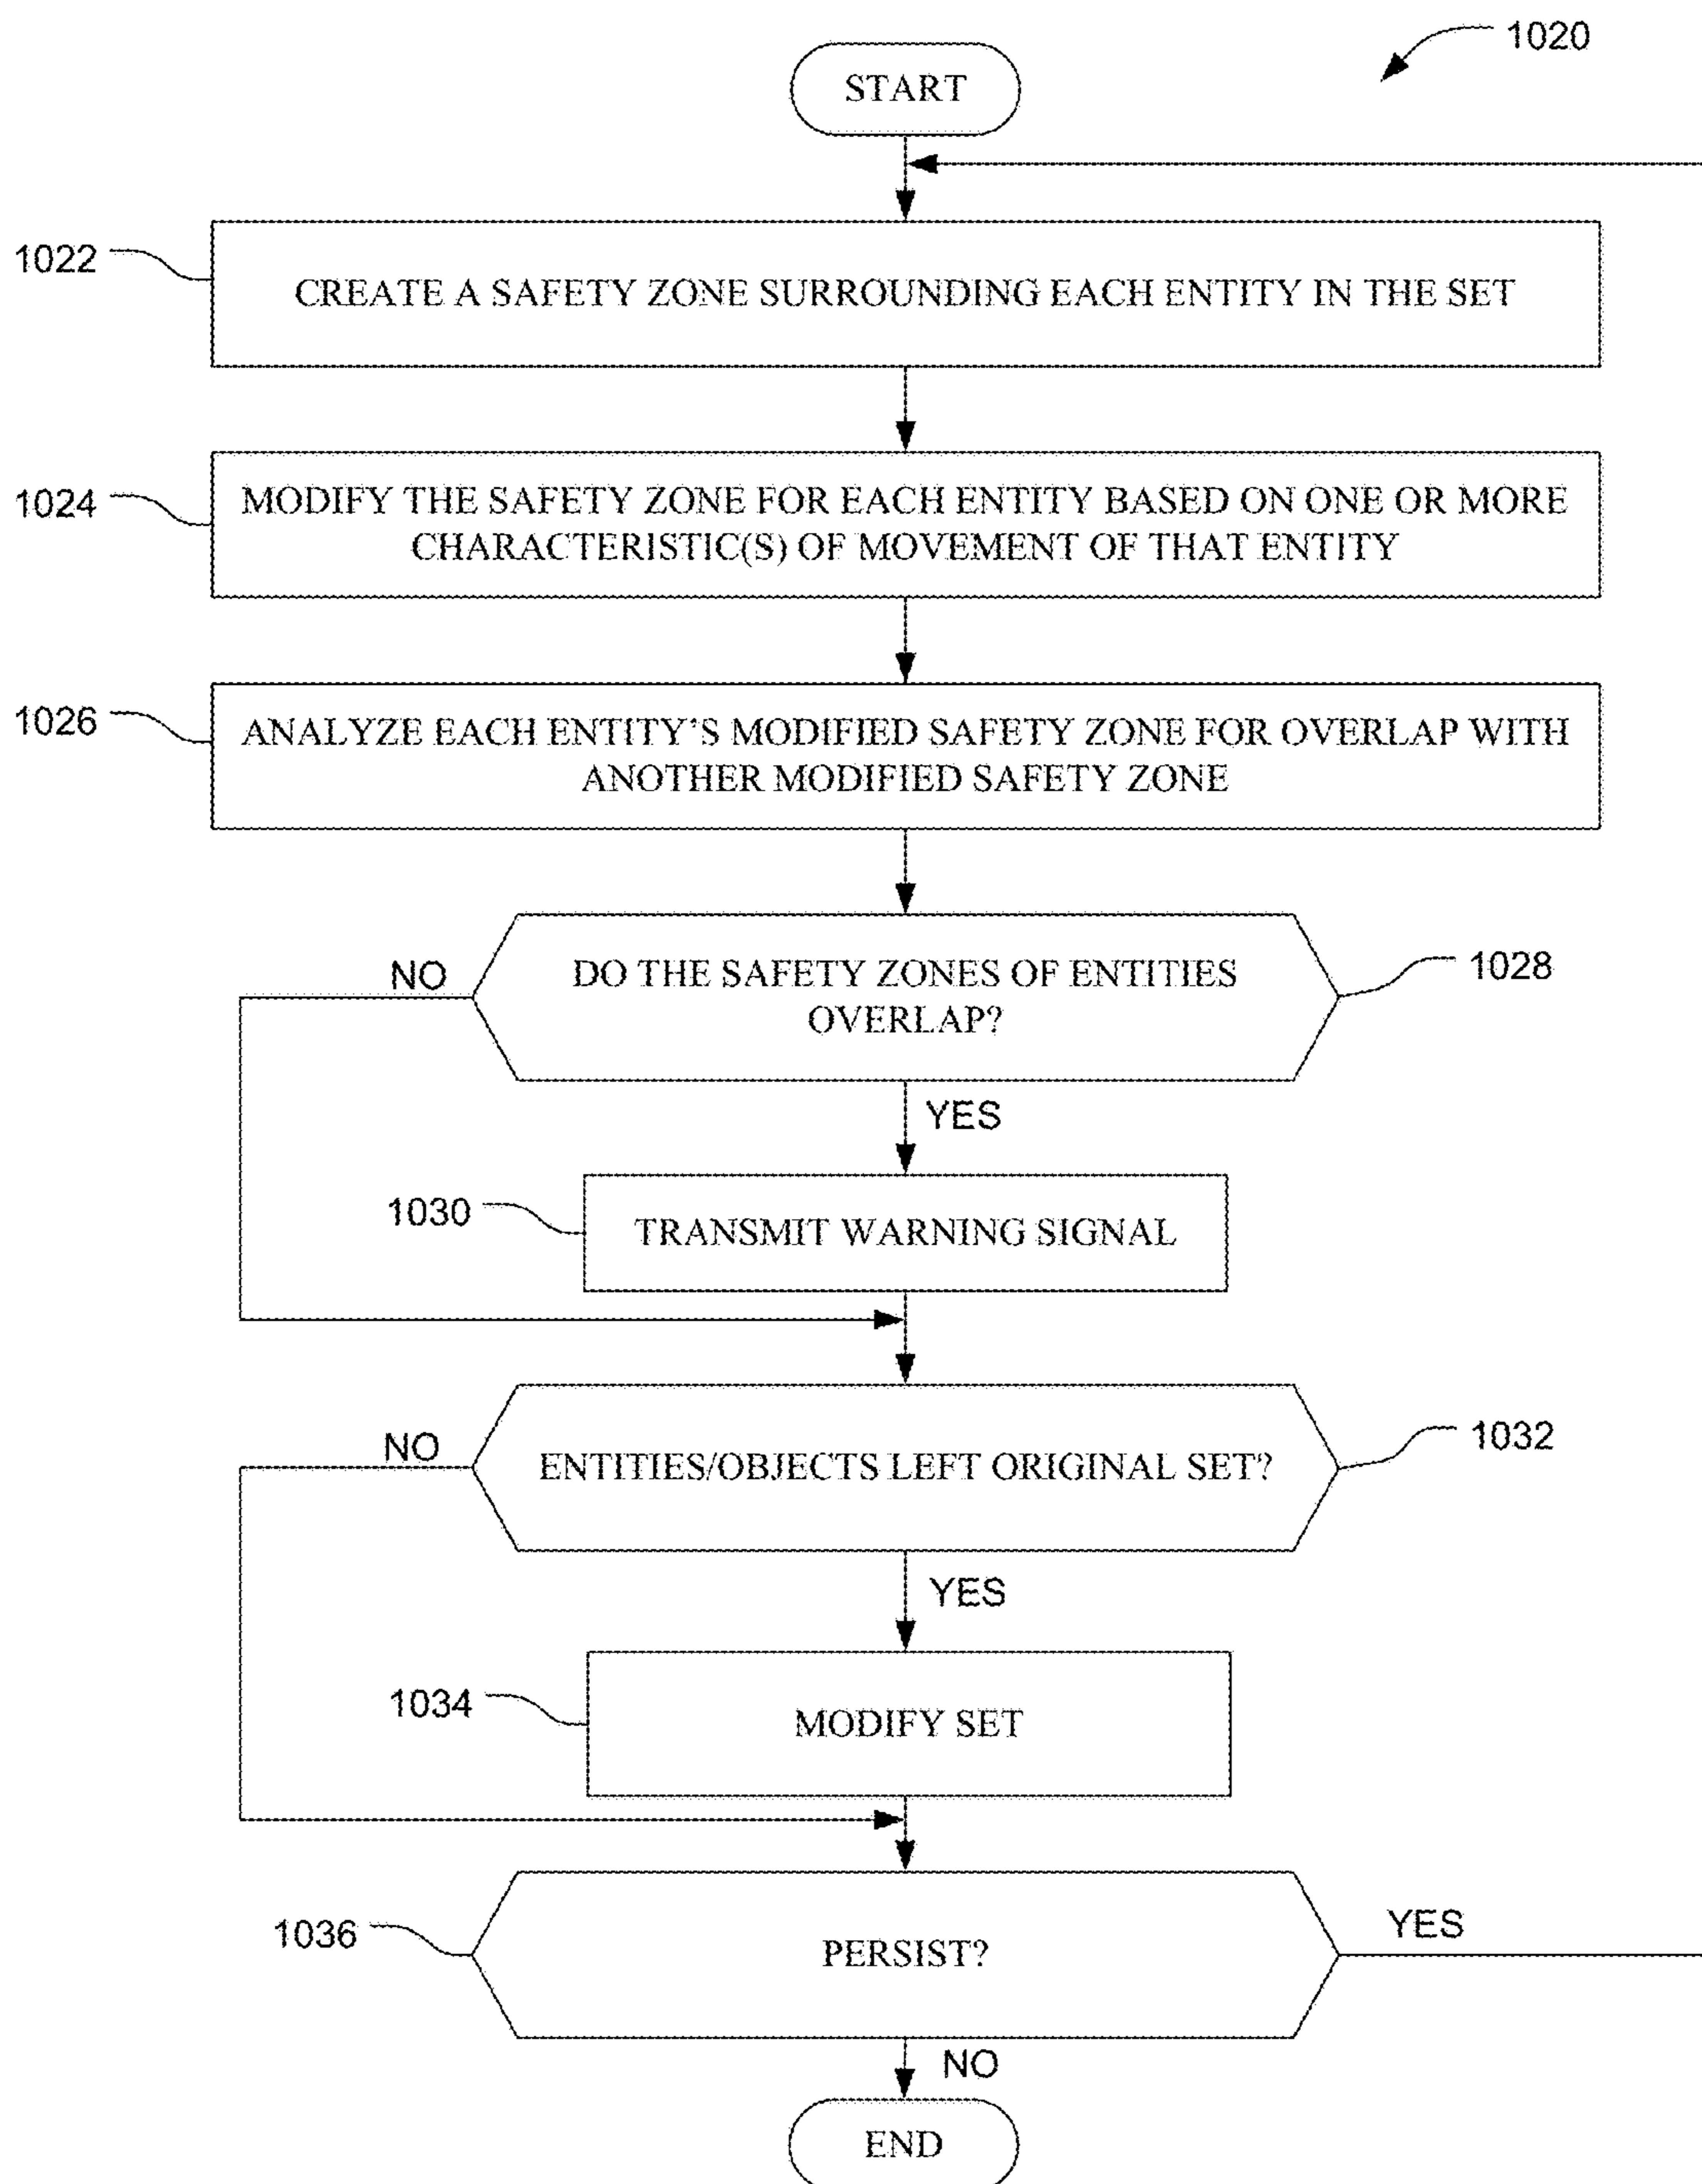 1020
START
1022
CREATE A SAFETY ZONE SURROUNDING EACH ENTITY IN THE SET
1024
MODIFY THE SAFETY ZONE FOR EACH ENTITY BASED ON ONE OR MORE
CHARACTERISTIC(S) OF MOVEMENT OF THAT ENTITY
1026
ANALYZE EACH ENTITY'S MODIFIED SAFETY ZONE FOR OVERLAP WITH
ANOTHER MODIFIED SAFETY ZONE
NO
DO THE SAFETY ZONES OF ENTITIES
OVERLAP?
1028
YES
1030
TRANSMIT WARNING SIGNAL
NO
ENTITIES/OBJECTS LEFT ORIGINAL SET?
1032
YES
1034
MODIFY SET
1036
PERSIST?
YES
NO
END